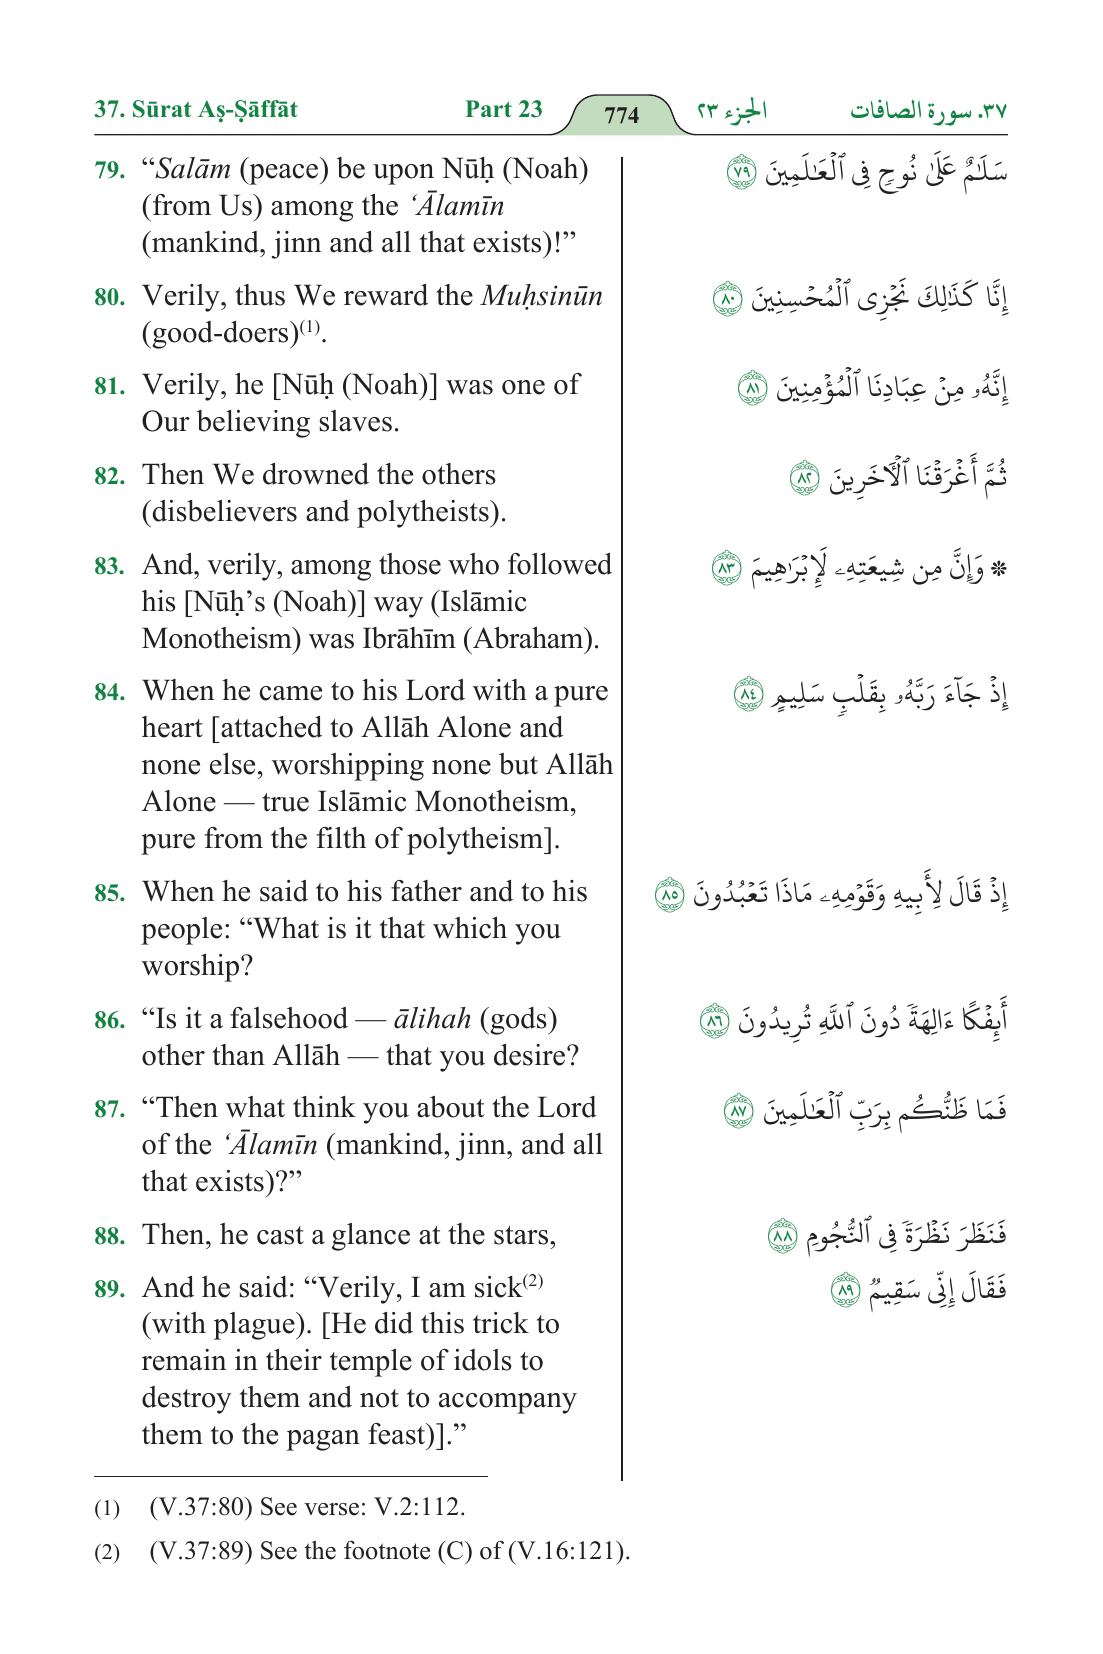 37. Sūrat Aṣ-Ṣāffāt Part 23 774 الجزء ٢٣ ٣٧. سورة الصافات
79. “Salām (peace) be upon Nūḥ (Noah)
(from Us) among the ‘Ālamīn
(mankind, jinn and all that exists)!”
سَلَـٰمٌ عَلَىٰ نُوحٍ فِى ٱلْعَـٰلَمِينَ ٧٩
80. Verily, thus We reward the Muḥsinūn
(good-doers)(1).
إِنَّا كَذَٰلِكَ نَجْزِى ٱلْمُحْسِنِينَ ٨٠
81. Verily, he [Nūḥ (Noah)] was one of
Our believing slaves.
إِنَّهُۥ مِنْ عِبَادِنَا ٱلْمُؤْمِنِينَ ٨١
82. Then We drowned the others
(disbelievers and polytheists).
ثُمَّ أَغْرَقْنَا ٱلْـَٔاخَرِينَ ٨٢
83. And, verily, among those who followed
his [Nūḥ’s (Noah)] way (Islāmic
Monotheism) was Ibrāhīm (Abraham).
* وَإِنَّ مِن شِيعَتِهِۦ لَإِبْرَٰهِيمَ ٨٣
84. When he came to his Lord with a pure
heart [attached to Allāh Alone and
none else, worshipping none but Allāh
Alone — true Islāmic Monotheism,
pure from the filth of polytheism].
إِذْ جَآءَ رَبَّهُۥ بِقَلْبٍ سَلِيمٍ ٨٤
85. When he said to his father and to his
people: “What is it that which you
worship?
إِذْ قَالَ لِأَبِيهِ وَقَوْمِهِۦ مَاذَا تَعْبُدُونَ ٨٥
86. “Is it a falsehood — ālihah (gods)
other than Allāh — that you desire?
أَئِفْكًا ءَالِهَةً دُونَ ٱللَّهِ تُرِيدُونَ ٨٦
87. “Then what think you about the Lord
of the ‘Ālamīn (mankind, jinn, and all
that exists)?”
فَمَا ظَنُّكُم بِرَبِّ ٱلْعَـٰلَمِينَ ٨٧
88. Then, he cast a glance at the stars,
فَنَظَرَ نَظْرَةً فِى ٱلنُّجُومِ ٨٨
89. And he said: “Verily, I am sick(2)
(with plague). [He did this trick to
remain in their temple of idols to
destroy them and not to accompany
them to the pagan feast)].”
فَقَالَ إِنِّى سَقِيمٌ ٨٩
(1) (V.37:80) See verse: V.2:112.
(2) (V.37:89) See the footnote (C) of (V.16:121).